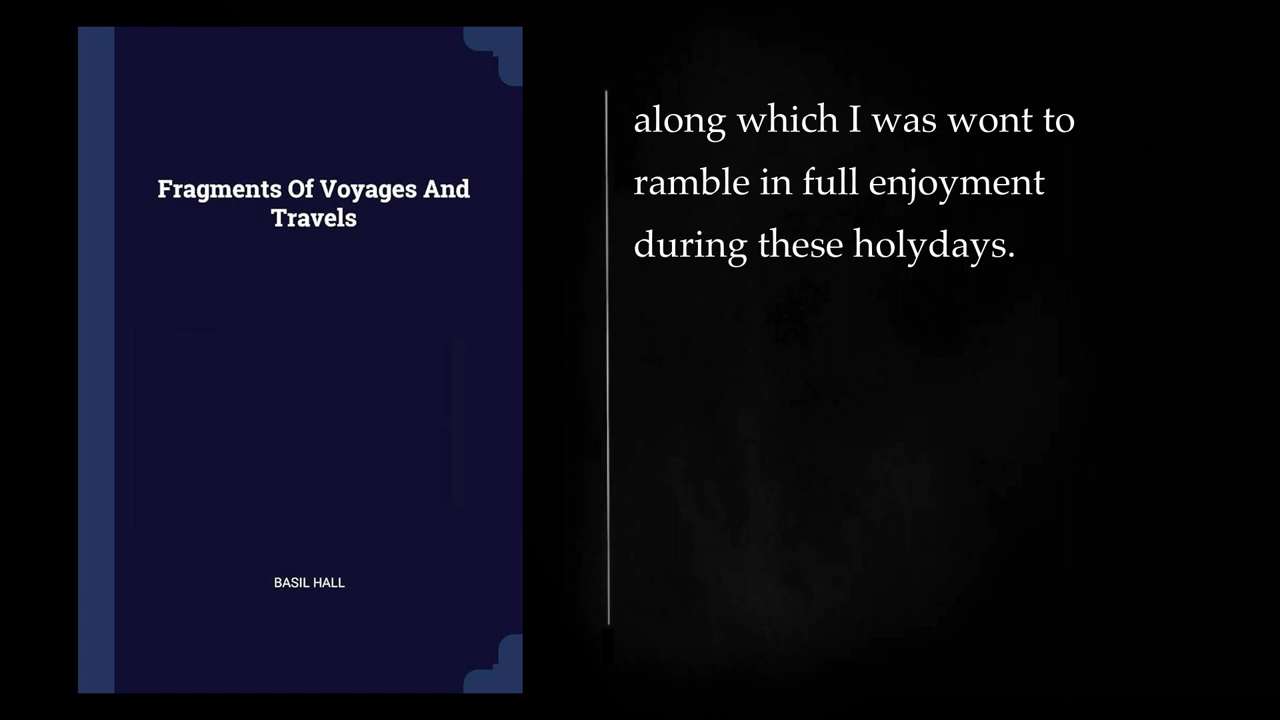 Fragments Of Voyages And
Travels
BASIL HALL
along which I was wont to
ramble in full enjoyment
during these holydays.